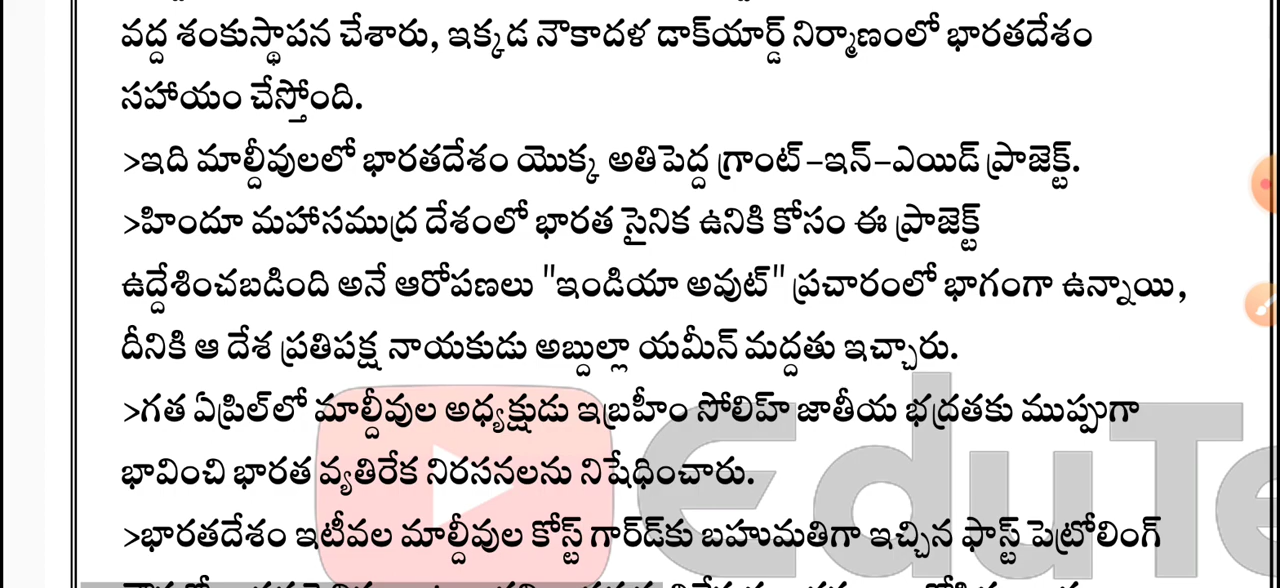 వద్ద శంకుస్థాపన చేశారు, ఇక్కడ నౌకాదళ డాక్‌యార్డ్ నిర్మాణంలో భారతదేశం
సహాయం చేస్తోంది.
>ఇది మాల్దీవులలో భారతదేశం యొక్క అతిపెద్ద గ్రాంట్-ఇన్-ఎయిడ్ ప్రాజెక్ట్.
>హిందూ మహాసముద్ర దేశంలో భారత సైనిక ఉనికి కోసం ఈ ప్రాజెక్ట్
ఉద్దేశించబడింది అనే ఆరోపణలు "ఇండియా అవుట్" ప్రచారంలో భాగంగా ఉన్నాయి,
దీనికి ఆ దేశ ప్రతిపక్ష నాయకుడు అబ్దుల్లా యమీన్ మద్దతు ఇచ్చారు.
>గత ఏప్రిల్‌లో మాల్దీవుల అధ్యక్షుడు ఇబ్రహీం సోలిహ్ జాతీయ భద్రతకు ముప్పుగా
భావించి భారత వ్యతిరేక నిరసనలను నిషేధించారు.
>భారతదేశం ఇటీవల మాల్దీవుల కోస్ట్ గార్డ్‌కు బహుమతిగా ఇచ్చిన ఫాస్ట్ పెట్రోలింగ్
EduTe